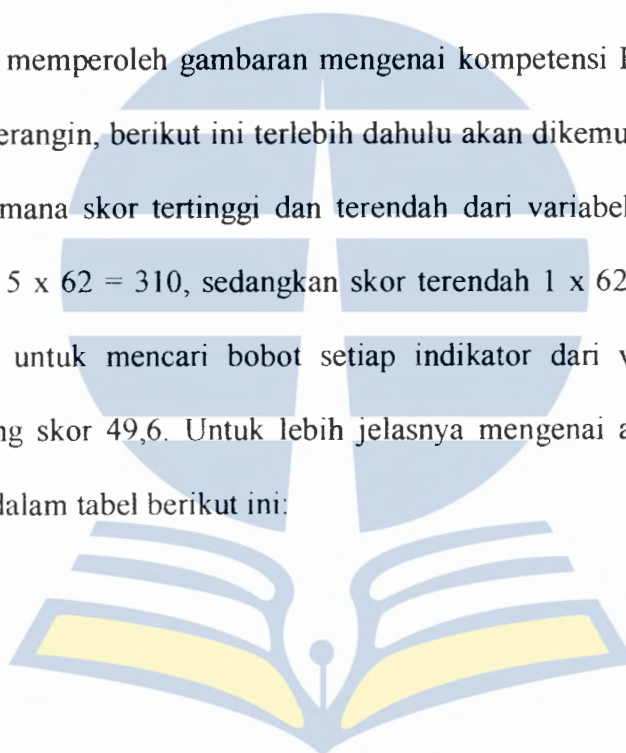 memperoleh gambaran mengenai kompetensi
erangin, berikut ini terlebih dahulu akan dikemu
mana skor tertinggi dan terendah dari variabel
5 x 62 = 310, sedangkan skor terendah 1 x 62
untuk mencari bobot setiap indikator dari v
ng skor 49,6. Untuk lebih jelasnya mengenai a
dalam tabel berikut ini: